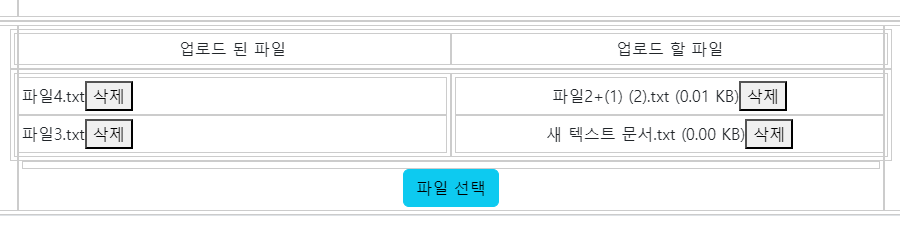 업로드 된 파일 업로드 할 파일
파일4.txt 삭제 파일2+(1) (2).txt (0.01 KB) 삭제
파일3.txt 삭제 새 텍스트 문서.txt (0.00 KB) 삭제
파일 선택